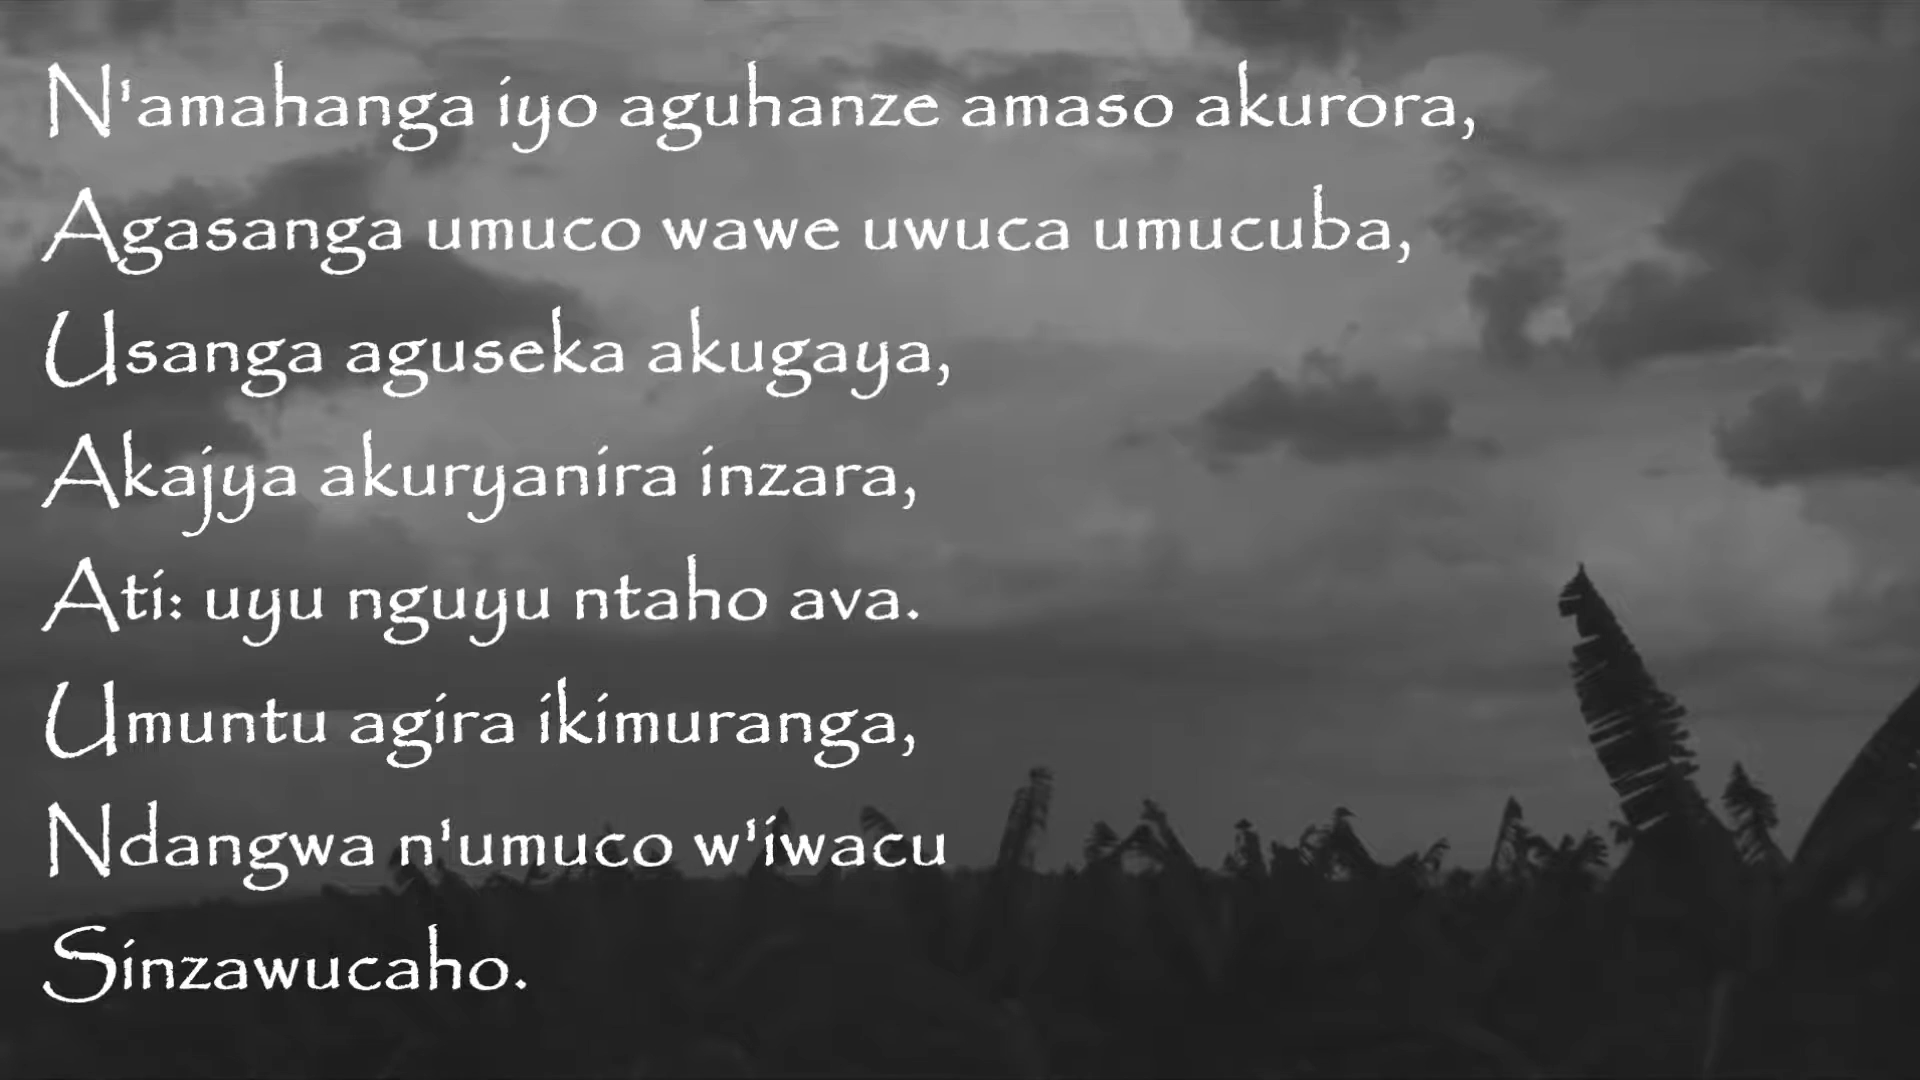 N'amahanga iyo aguhanze amaso akurora,
Agasanga umuco wawe uwuca umucuba,
Usanga aguseka akugaya,
Akajya akuryanira inzara,
Ati: uyu nguyu ntaho ava.
Umuntu agira ikimuranga,
Ndangwa n'umuco w'iwacu
Sinzawucaho.